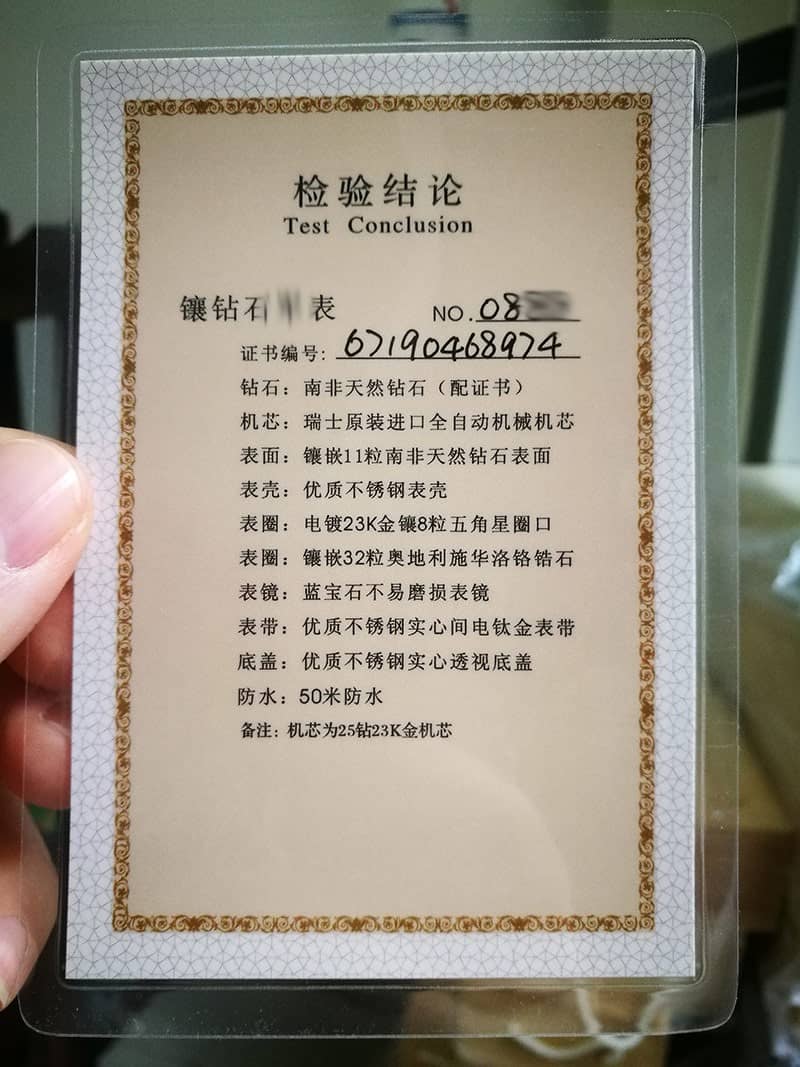 检验结论
Test Conclusion
镶钻石 表 NO.08
证书编号: 67190468974
钻石：南非天然钻石（配证书）
机芯：瑞士原装进口全自动机械机芯
表面：镶嵌11粒南非天然钻石表面
表壳：优质不锈钢表壳
表圈：电镀23K金镶8粒五角星圈口
表圈：镶嵌32粒奥地利施华洛铬锆石
表镜：蓝宝石不易磨损表镜
表带：优质不锈钢实心间电钛金表带
底盖：优质不锈钢实心透视底盖
防水：50米防水
备注：机芯为25钻23K金机芯